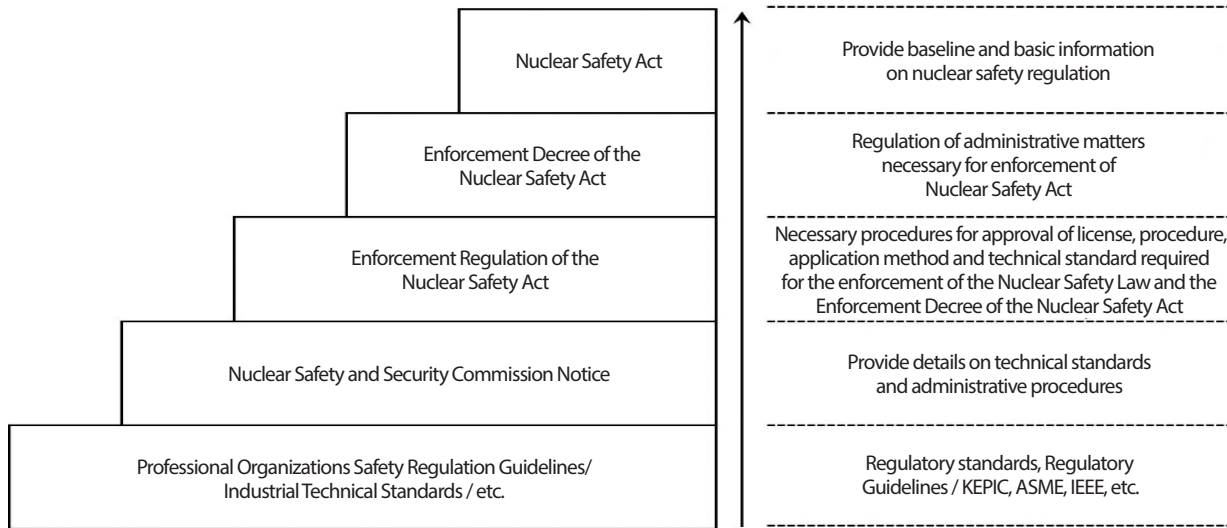 Nuclear Safety Act
Provide baseline and basic information
on nuclear safety regulation
Enforcement Decree of the
Nuclear Safety Act
Regulation of administrative matters
necessary for enforcement of
Nuclear Safety Act
Enforcement Regulation of the
Nuclear Safety Act
Necessary procedures for approval of license, procedure,
application method and technical standard required
for the enforcement of the Nuclear Safety Law and the
Enforcement Decree of the Nuclear Safety Act
Nuclear Safety and Security Commission Notice
Provide details on technical standards
and administrative procedures
Professional Organizations Safety Regulation Guidelines/
Industrial Technical Standards / etc.
Regulatory standards, Regulatory
Guidelines / KEPIC, ASME, IEEE, etc.